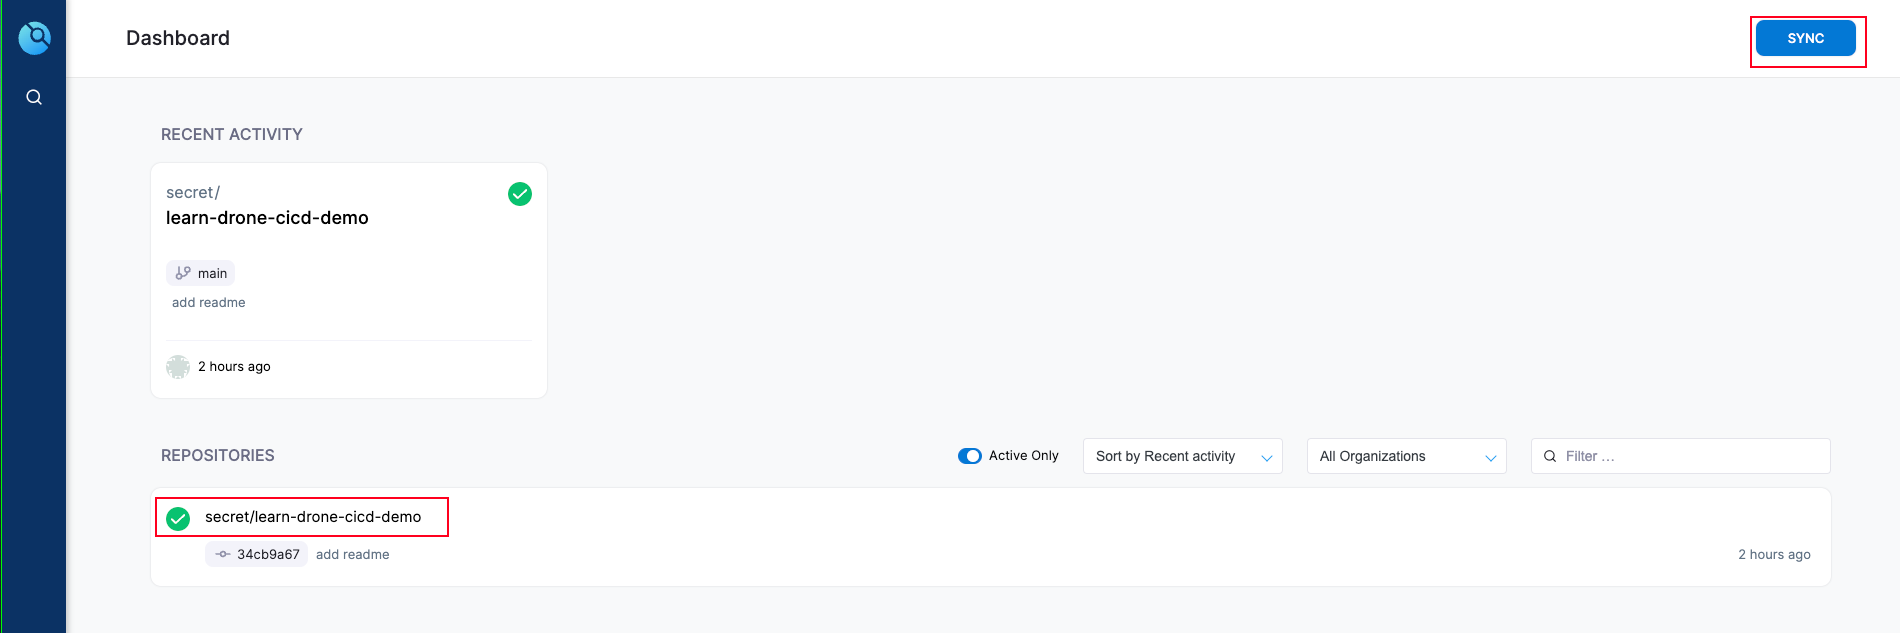 Dashboard
SYNC
RECENT ACTIVITY
secret/
learn-drone-cicd-demo
main
add readme
2 hours ago
REPOSITORIES
Active Only
Sort by Recent activity
All Organizations
Filter ...
secret/learn-drone-cicd-demo
34cb9a67 add readme
2 hours ago